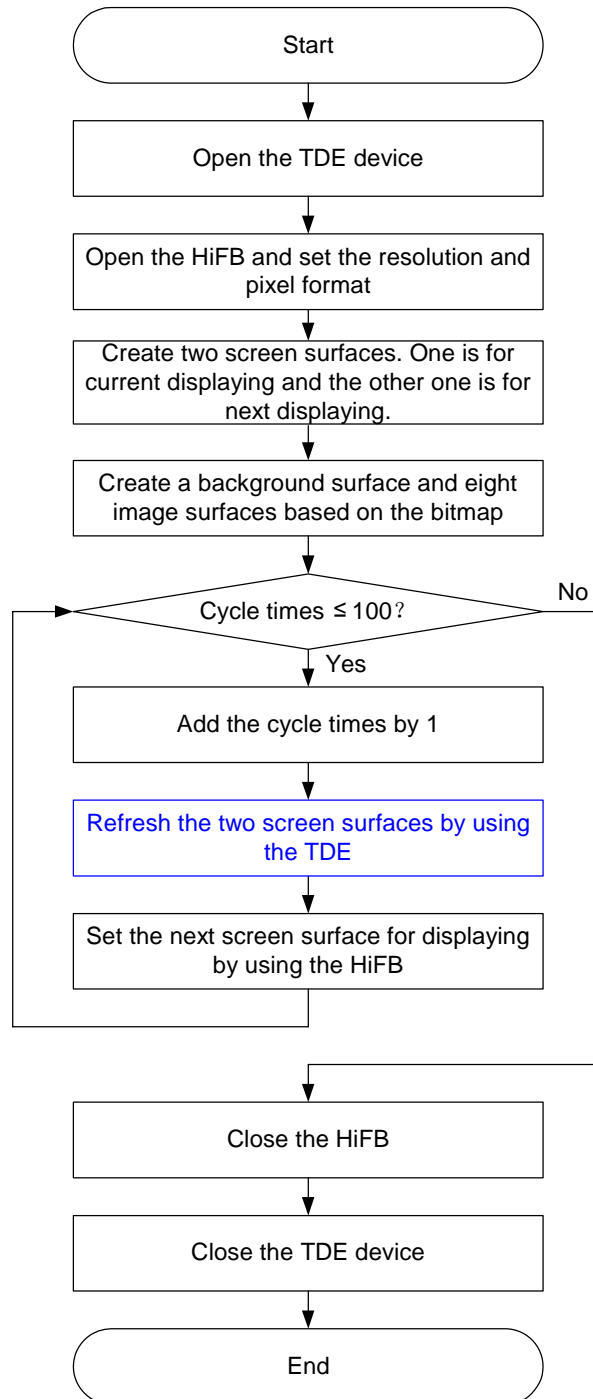 Start
Open the TDE device
Open the HiFB and set the resolution and
pixel format
Create two screen surfaces. One is for
current displaying and the other one is for
next displaying.
Create a background surface and eight
image surfaces based on the bitmap
Cycle times ≤ 100？
No
Yes
Add the cycle times by 1
Refresh the two screen surfaces by using
the TDE
Set the next screen surface for displaying
by using the HiFB
Close the HiFB
Close the TDE device
End